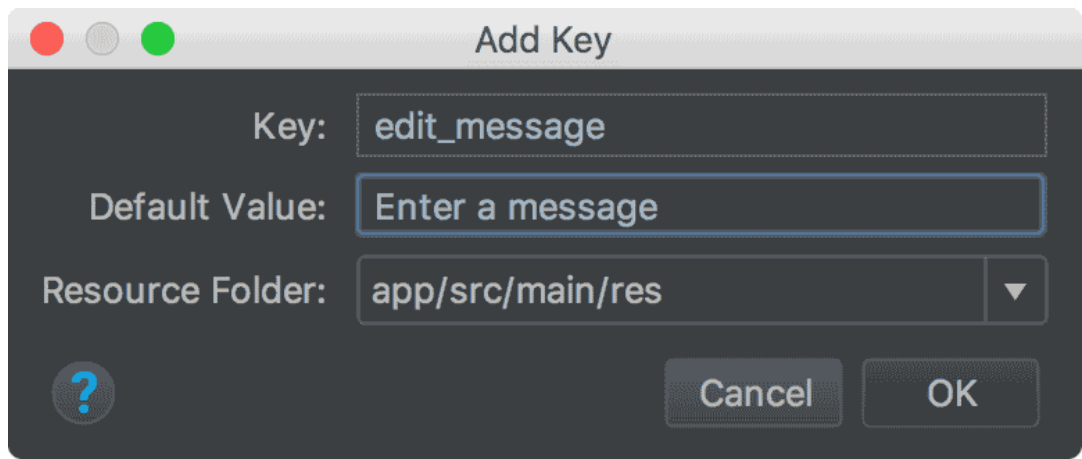 Add Key
Key: edit_message
Default Value: Enter a message
Resource Folder: app/src/main/res
? Cancel OK